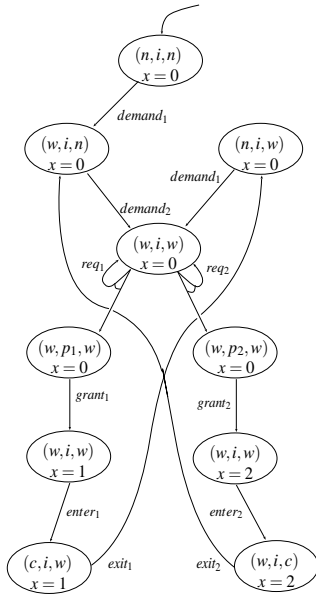 (n,i,n)
x=0
demand₁
(w,i,n)
x=0
(n,i,w)
x=0
demand₁
demand₂
(w,i,w)
x=0
req₁
req₂
(w,p₁,w)
x=0
(w,p₂,w)
x=0
grant₁
grant₂
(w,i,w)
x=1
(w,i,w)
x=2
enter₁
enter₂
(c,i,w)
x=1
exit₁
exit₂
(w,i,c)
x=2